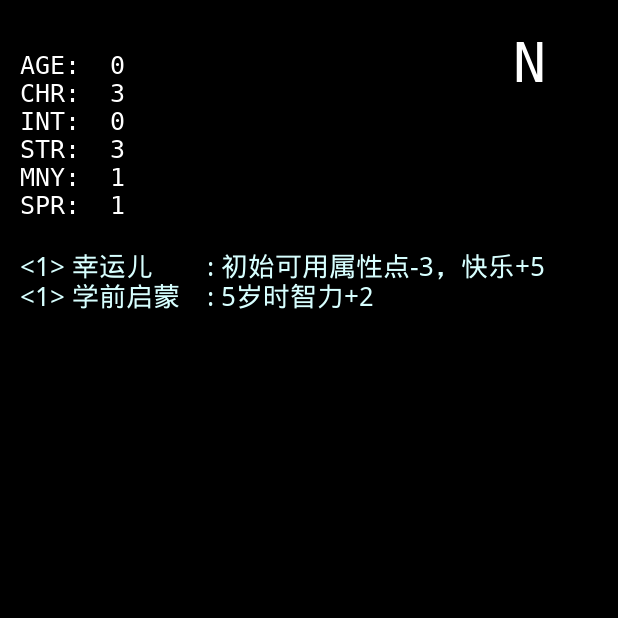 N
AGE: 0
CHR: 3
INT: 0
STR: 3
MNY: 1
SPR: 1
<1> 幸运儿 : 初始可用属性点-3，快乐+5
<1> 学前启蒙 : 5岁时智力+2